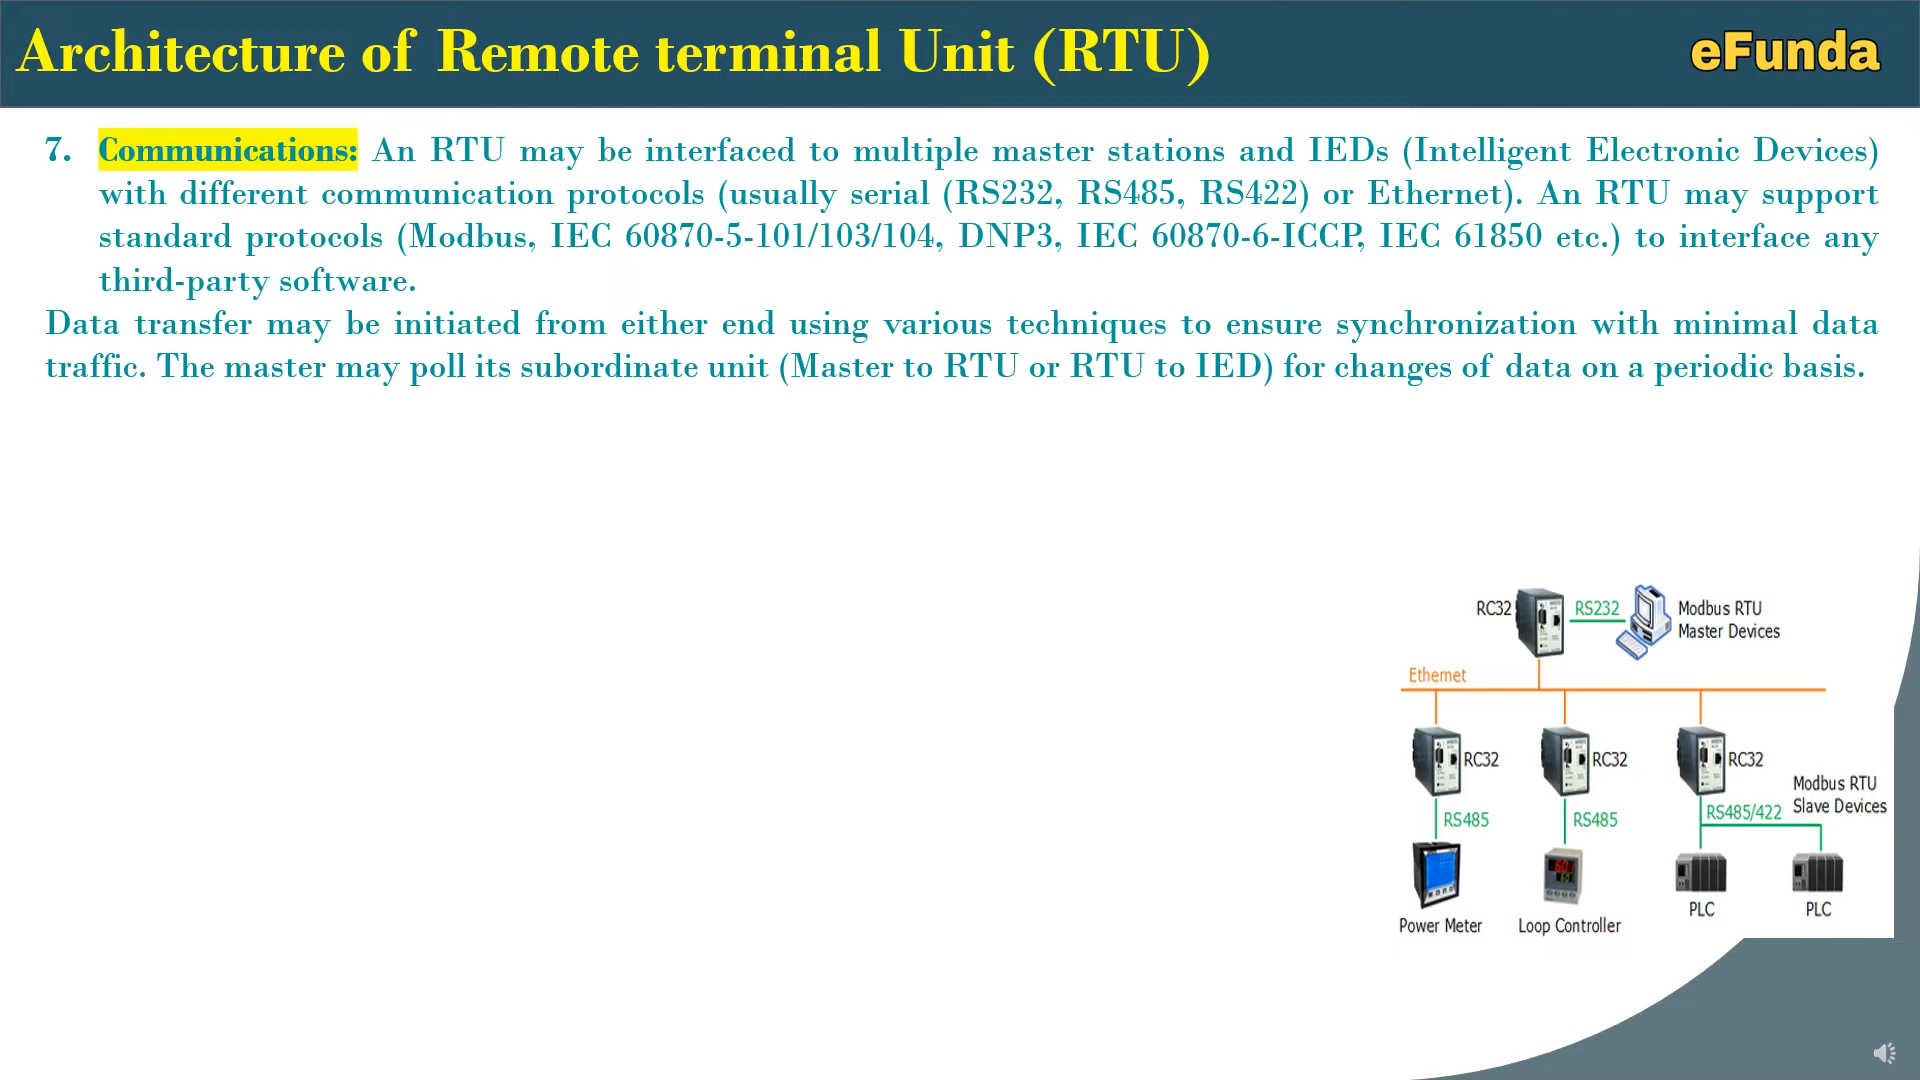 Architecture of Remote terminal Unit (RTU)
eFunda
7. Communications: An RTU may be interfaced to multiple master stations and IEDs (Intelligent Electronic Devices)
with different communication protocols (usually serial (RS232, RS485, RS422) or Ethernet). An RTU may support
standard protocols (Modbus, IEC 60870-5-101/103/104, DNP3, IEC 60870-6-ICCP, IEC 61850 etc.) to interface any
third-party software.
Data transfer may be initiated from either end using various techniques to ensure synchronization with minimal data
traffic. The master may poll its subordinate unit (Master to RTU or RTU to IED) for changes of data on a periodic basis.
RC32
RS232
Modbus RTU
Master Devices
Ethernet
RC32
RC32
RC32
Modbus RTU
Slave Devices
RS485
RS485
RS485/422
Power Meter
Loop Controller
PLC
PLC